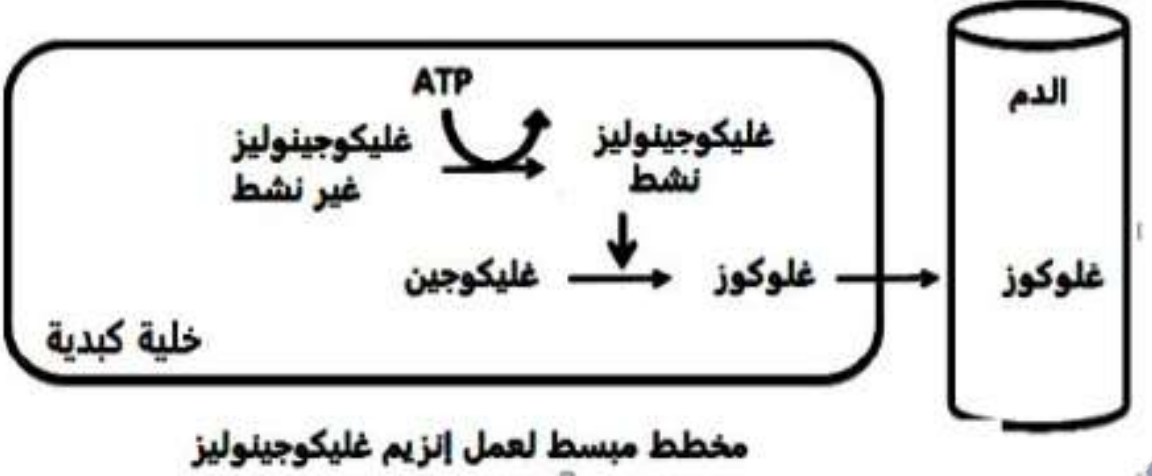 ATP
الدم
غليكوجينوليز
غير نشط
غليكوجينوليز
نشط
غليكوجين
غلوكوز
غلوكوز
خلية كبدية
مخطط مبسط لعمل إنزيم غليكوجينوليز